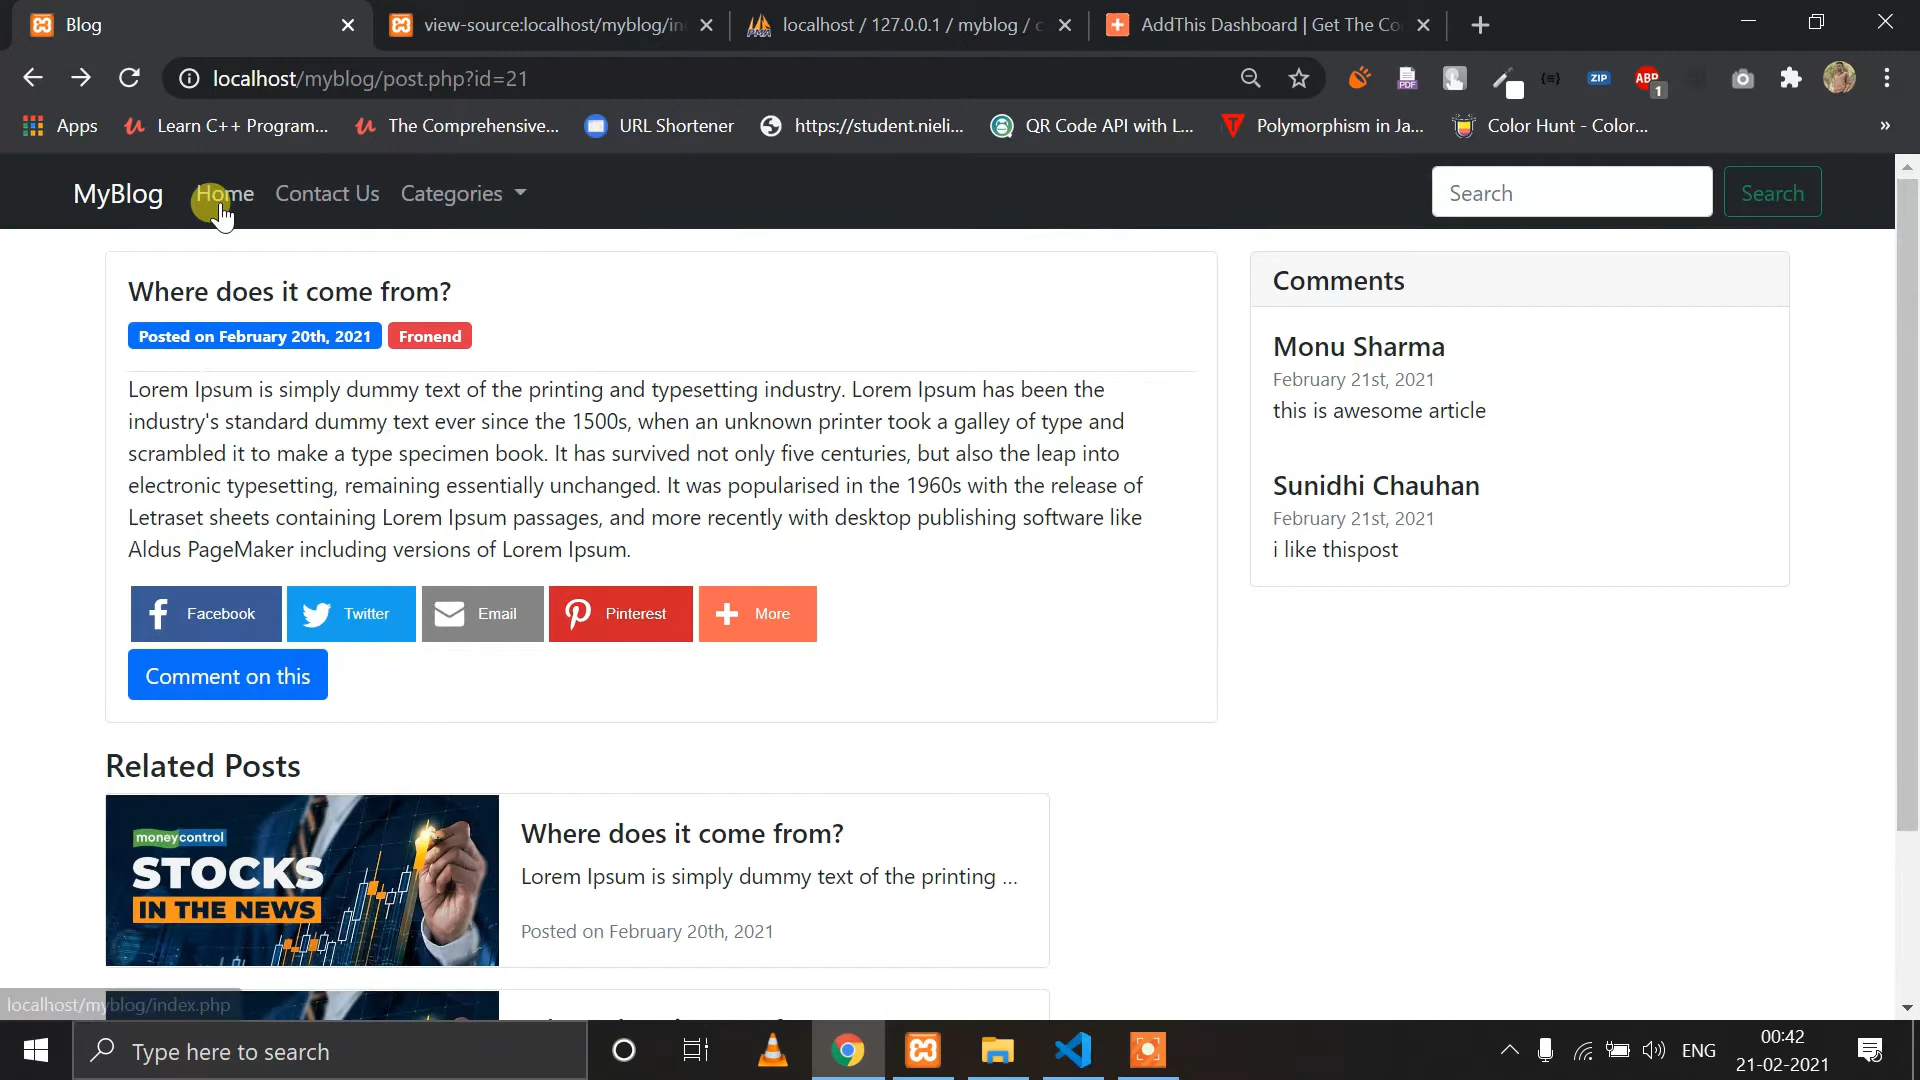 Blog
view-source:localhost/myblog/in
localhost / 127.0.0.1 / myblog / c
AddThis Dashboard | Get The Co
localhost/myblog/post.php?id=21
PDF
ZIP
ABP
1
Apps
Learn C++ Program...
The Comprehensive...
URL Shortener
https://student.nieli...
QR Code API with L...
Polymorphism in Ja...
Color Hunt - Color...
»
MyBlog
Home
Contact Us
Categories
Search
Search
Where does it come from?
Posted on February 20th, 2021
Fronend
Lorem Ipsum is simply dummy text of the printing and typesetting industry. Lorem Ipsum has been the
industry's standard dummy text ever since the 1500s, when an unknown printer took a galley of type and
scrambled it to make a type specimen book. It has survived not only five centuries, but also the leap into
electronic typesetting, remaining essentially unchanged. It was popularised in the 1960s with the release of
Letraset sheets containing Lorem Ipsum passages, and more recently with desktop publishing software like
Aldus PageMaker including versions of Lorem Ipsum.
Facebook
Twitter
Email
Pinterest
More
Comment on this
Comments
Monu Sharma
February 21st, 2021
this is awesome article
Sunidhi Chauhan
February 21st, 2021
i like thispost
Related Posts
moneycontrol
STOCKS
IN THE NEWS
Where does it come from?
Lorem Ipsum is simply dummy text of the printing ...
Posted on February 20th, 2021
localhost/myblog/index.php
Type here to search
ENG
00:42
21-02-2021